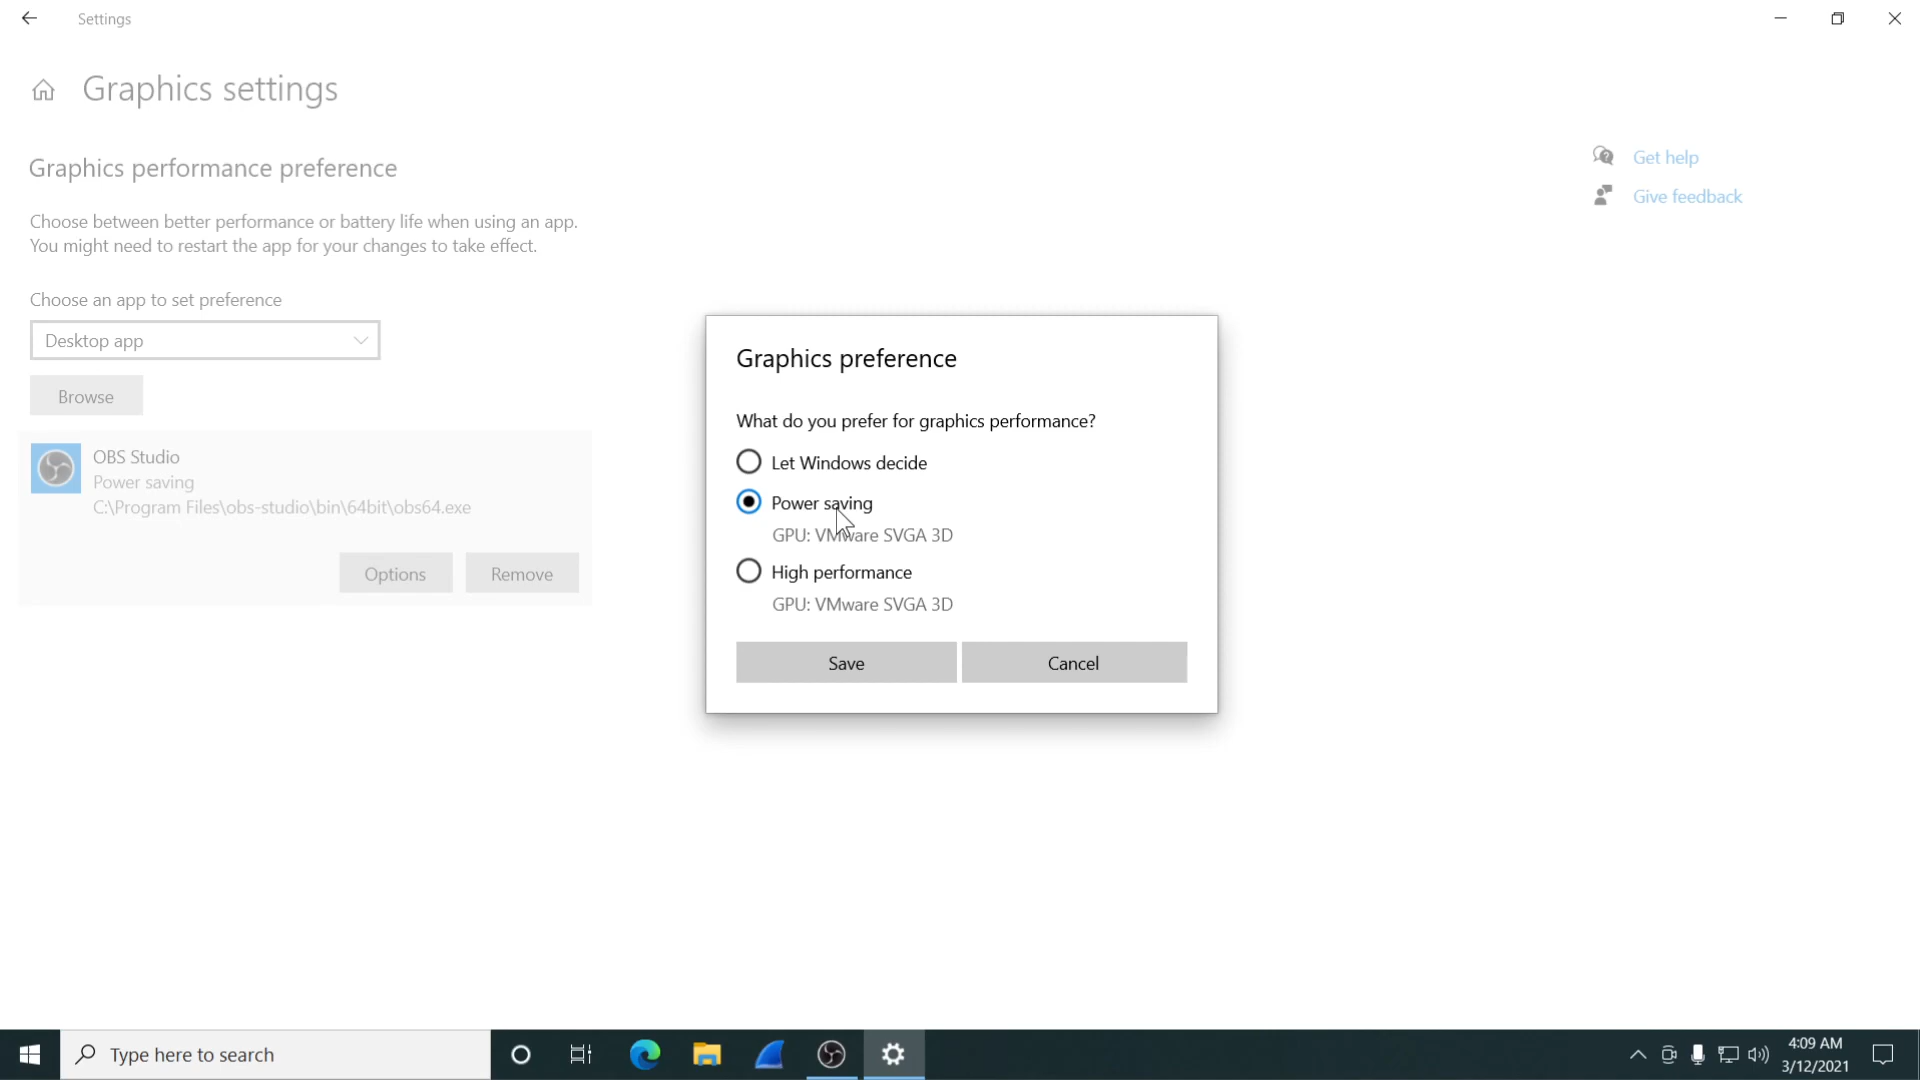 Settings
Graphics settings
Graphics performance preference
Choose between better performance or battery life when using an app.
You might need to restart the app for your changes to take effect.
Choose an app to set preference
Desktop app
Browse
OBS Studio
Power saving
C:\Program Files\obs-studio\bin\64bit\obs64.exe
Options
Remove
Get help
Give feedback
Graphics preference
What do you prefer for graphics performance?
Let Windows decide
Power saving
GPU: VMware SVGA 3D
High performance
GPU: VMware SVGA 3D
Save
Cancel
Type here to search
4:09 AM
3/12/2021